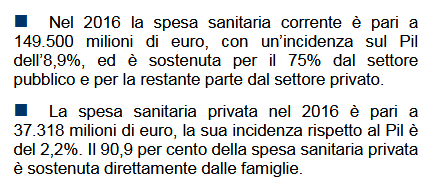 ■ Nel 2016 la spesa sanitaria corrente è pari a
149.500 milioni di euro, con un'incidenza sul Pil
dell'8,9%, ed è sostenuta per il 75% dal settore
pubblico e per la restante parte dal settore privato.
■ La spesa sanitaria privata nel 2016 è pari a
37.318 milioni di euro, la sua incidenza rispetto al Pil è
del 2,2%. Il 90,9 per cento della spesa sanitaria privata
è sostenuta direttamente dalle famiglie.